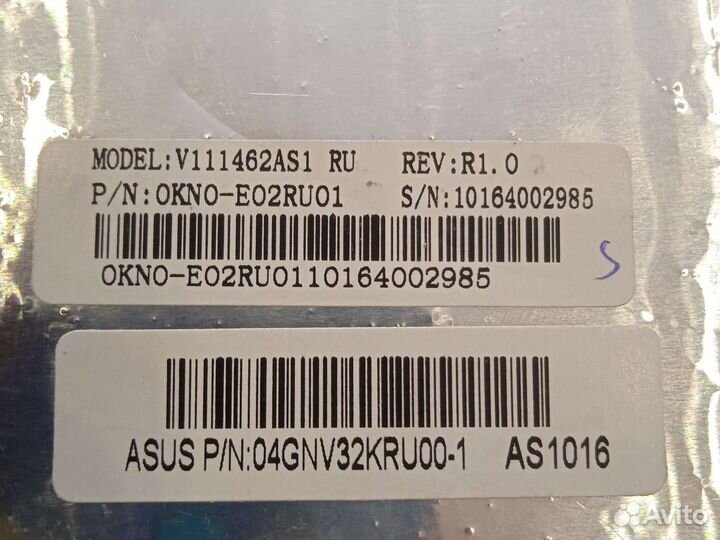 MODEL:V111462AS1 RU REV:R1.0
P/N:0KN0-E02RU01 S/N:10164002985
0KN0-E02RU0110164002985
S
ASUS P/N:04GNV32KRU00-1 AS1016
Avito